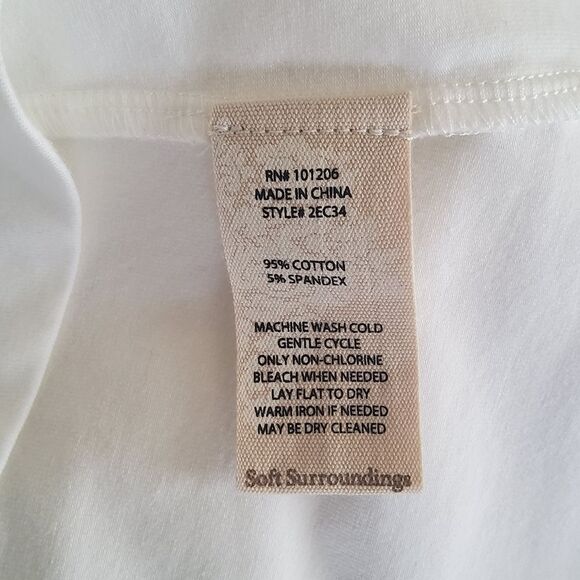 RN# 101206
MADE IN CHINA
STYLE# 2EC34
95% COTTON
5% SPANDEX
MACHINE WASH COLD
GENTLE CYCLE
ONLY NON-CHLORINE
BLEACH WHEN NEEDED
LAY FLAT TO DRY
WARM IRON IF NEEDED
MAY BE DRY CLEANED
Soft Surroundings